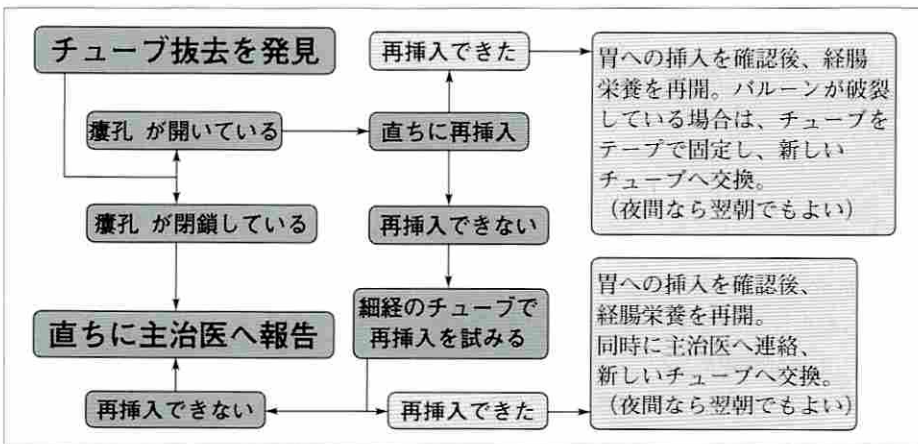 チューブ抜去を発見
再挿入できた
胃への挿入を確認後、経腸
栄養を再開。バルーンが破裂
している場合は、チューブを
テープで固定し、新しい
チューブへ交換。
（夜間なら翌朝でもよい）
瘻孔 が開いている
直ちに再挿入
瘻孔 が閉鎖している
再挿入できない
直ちに主治医へ報告
細経のチューブで
再挿入を試みる
胃への挿入を確認後、
経腸栄養を再開。
同時に主治医へ連絡、
新しいチューブへ交換。
（夜間なら翌朝でもよい）
再挿入できない
再挿入できた